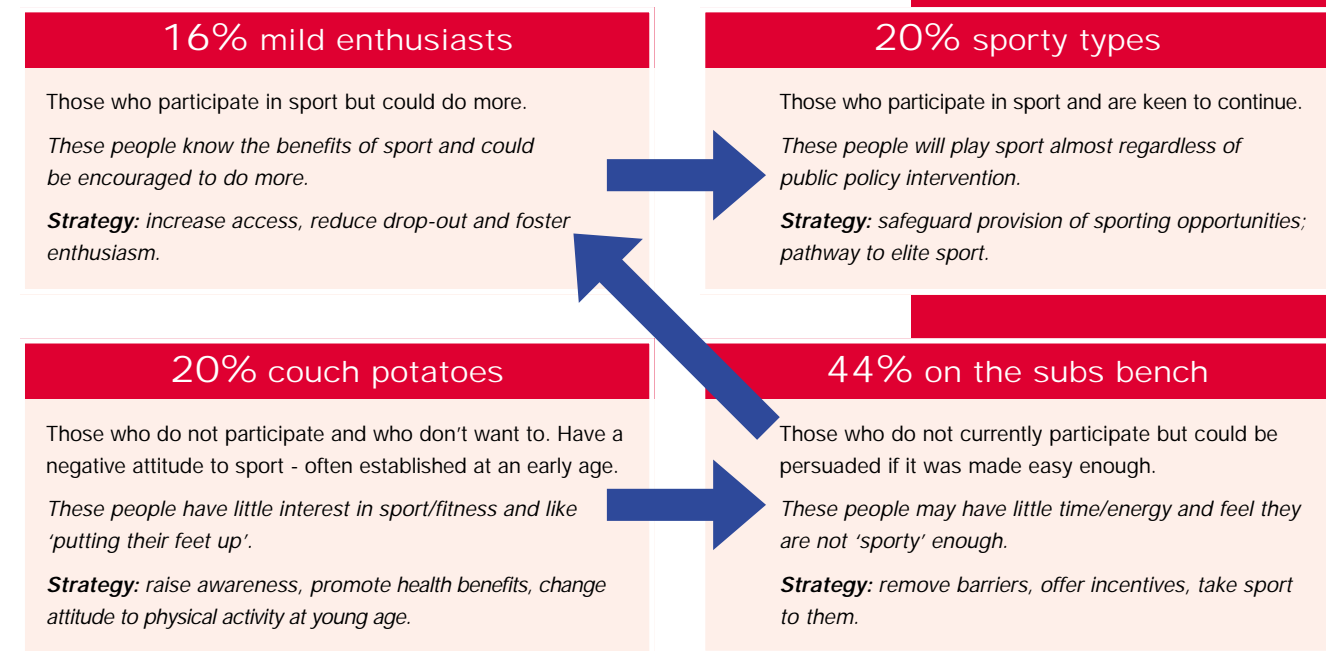 16% mild enthusiasts
Those who participate in sport but could do more.
These people know the benefits of sport and could
be encouraged to do more.
Strategy: increase access, reduce drop-out and foster
enthusiasm.
20% sporty types
Those who participate in sport and are keen to continue.
These people will play sport almost regardless of
public policy intervention.
Strategy: safeguard provision of sporting opportunities;
pathway to elite sport.
20% couch potatoes
Those who do not participate and who don't want to. Have a
negative attitude to sport - often established at an early age.
These people have little interest in sport/fitness and like
‘putting their feet up’.
Strategy: raise awareness, promote health benefits, change
attitude to physical activity at young age.
44% on the subs bench
Those who do not currently participate but could be
persuaded if it was made easy enough.
These people may have little time/energy and feel they
are not ‘sporty’ enough.
Strategy: remove barriers, offer incentives, take sport
to them.